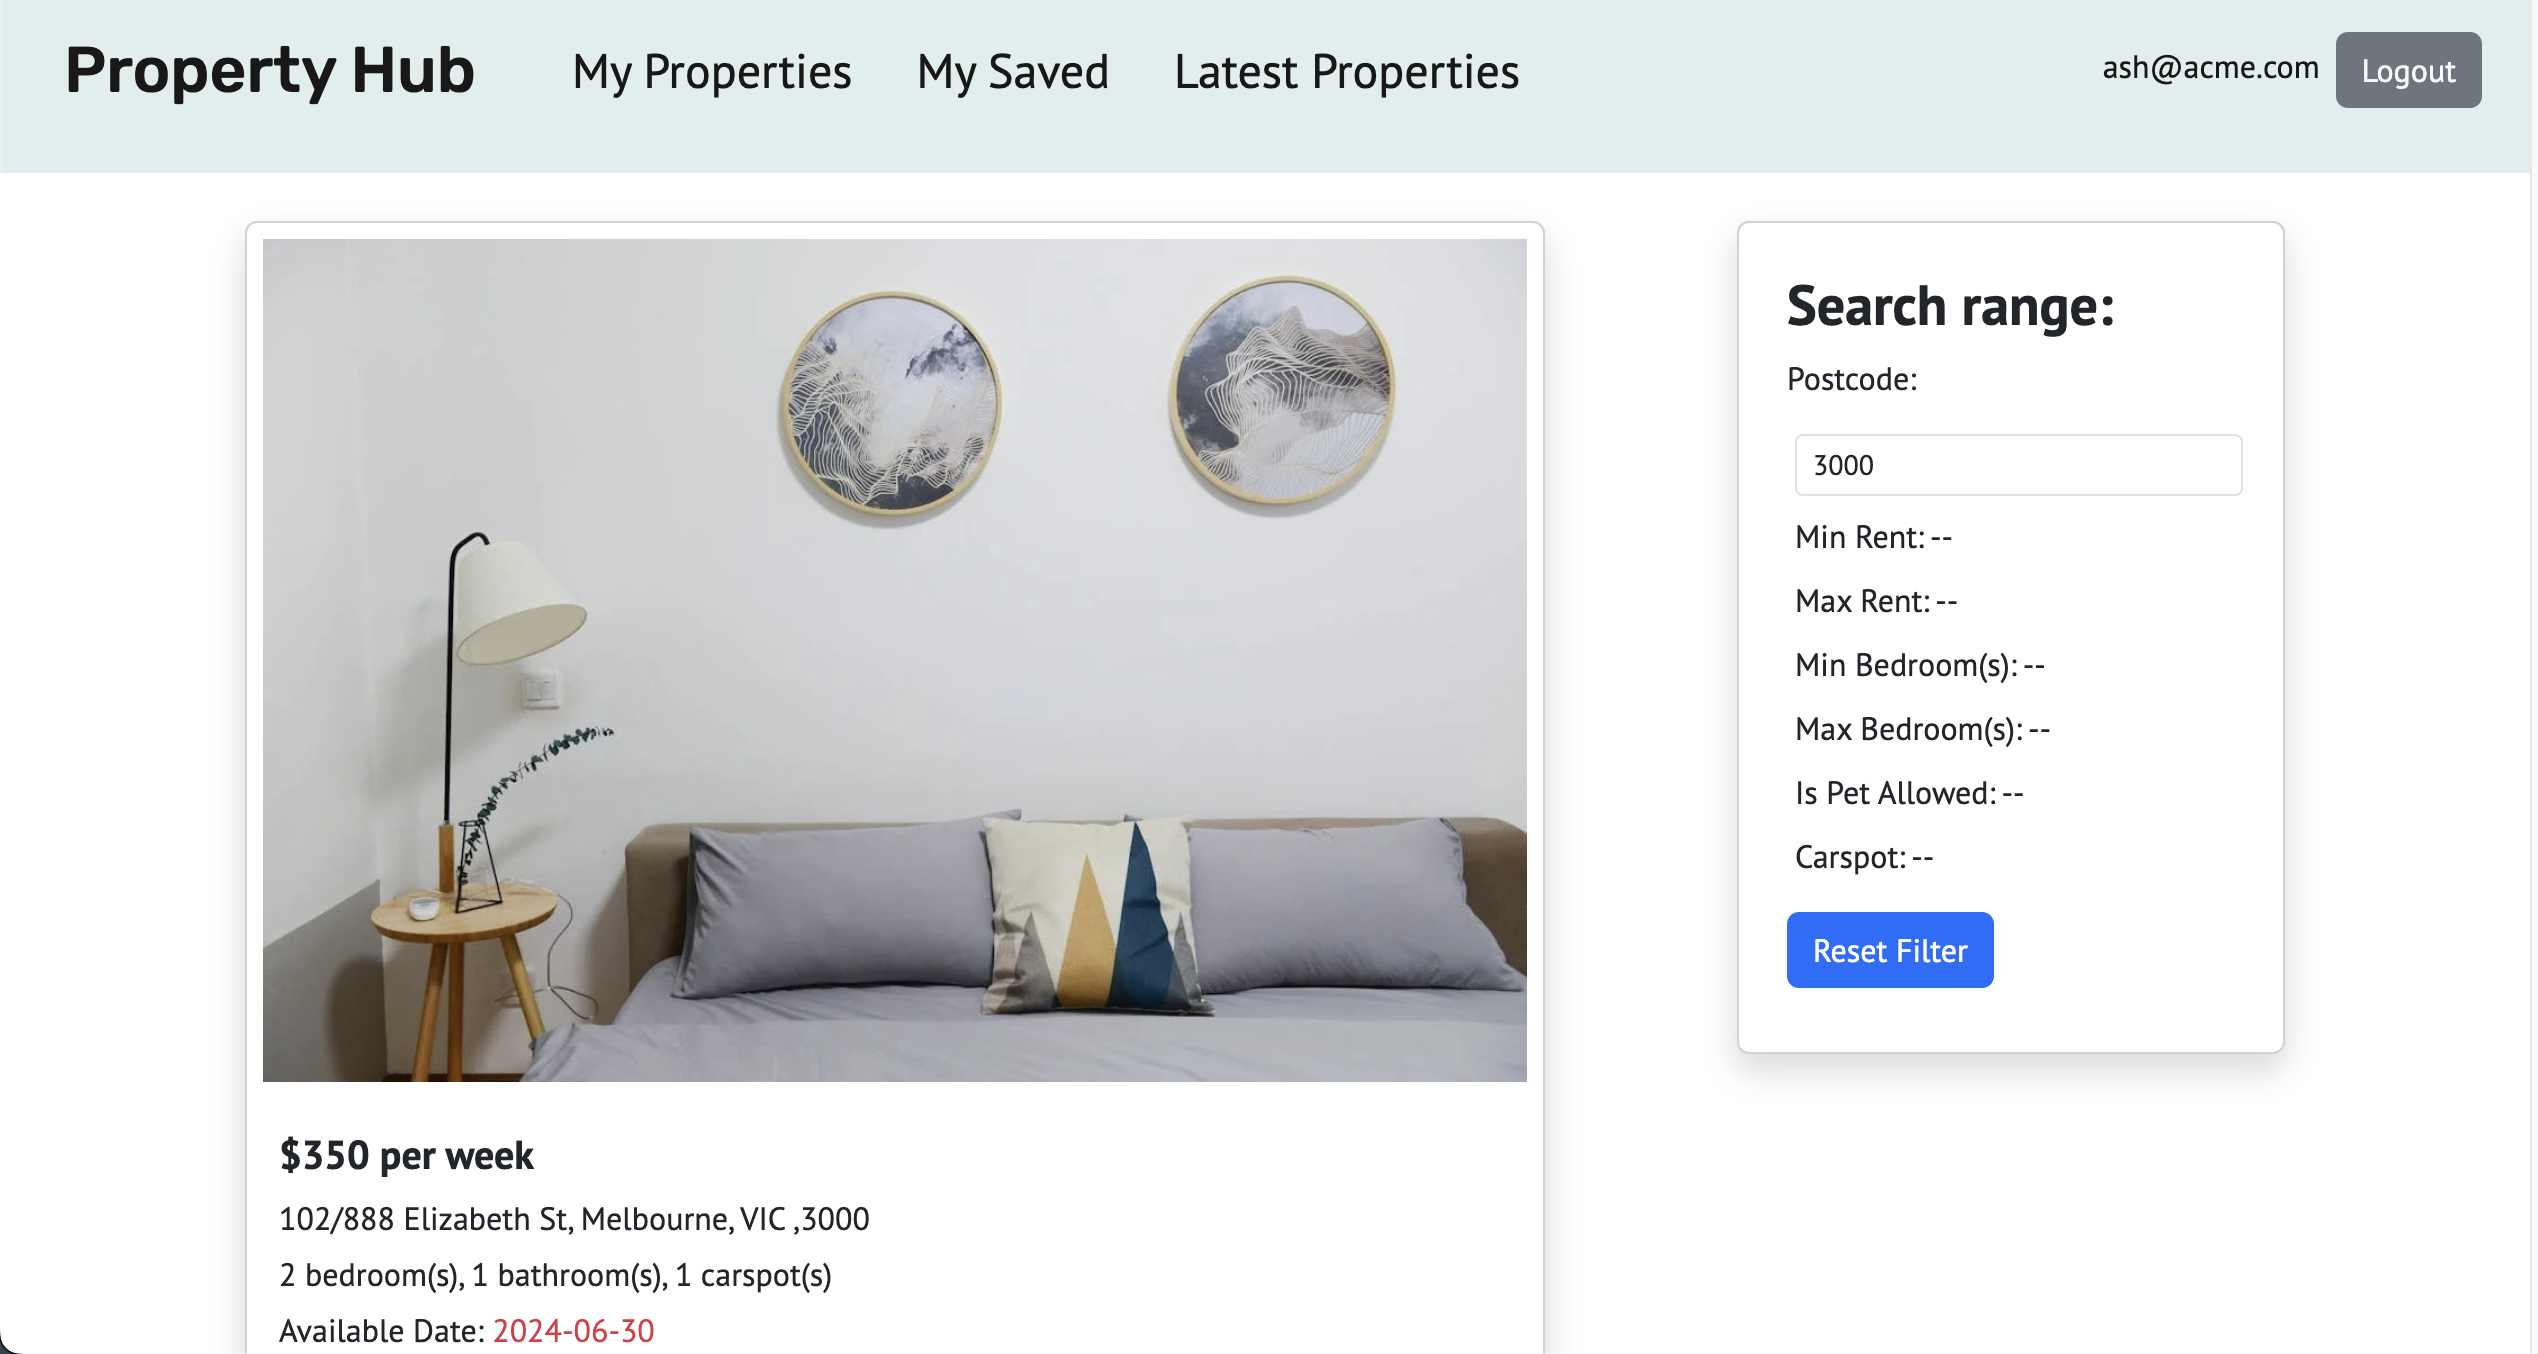 Property Hub My Properties My Saved Latest Properties ash@acme.com Logout
$350 per week
102/888 Elizabeth St, Melbourne, VIC ,3000
2 bedroom(s), 1 bathroom(s), 1 carspot(s)
Available Date: 2024-06-30
Search range:
Postcode:
3000
Min Rent: --
Max Rent: --
Min Bedroom(s): --
Max Bedroom(s): --
Is Pet Allowed: --
Carspot: --
Reset Filter